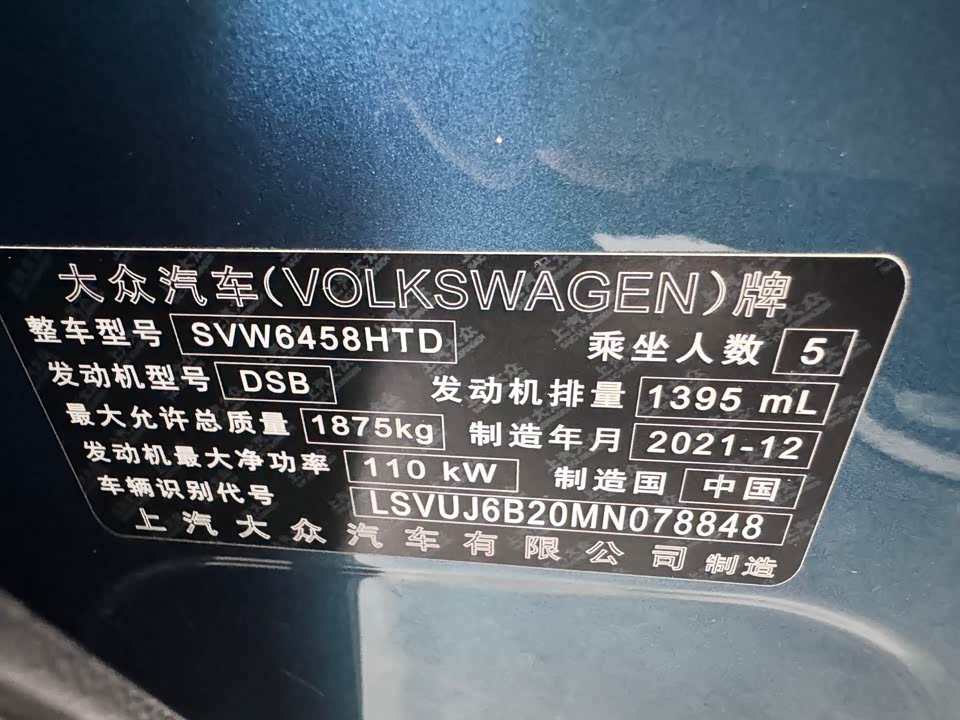 大众汽车(VOLKSWAGEN)牌
整车型号 SVW6458HTD 乘坐人数 5
发动机型号 DSB 发动机排量 1395 mL
最大允许总质量 1875kg 制造年月 2021-12
发动机最大净功率 110 kW 制造国 中国
车辆识别代号 LSVUJ6B20MN078848
上汽大众汽车有限公司制造